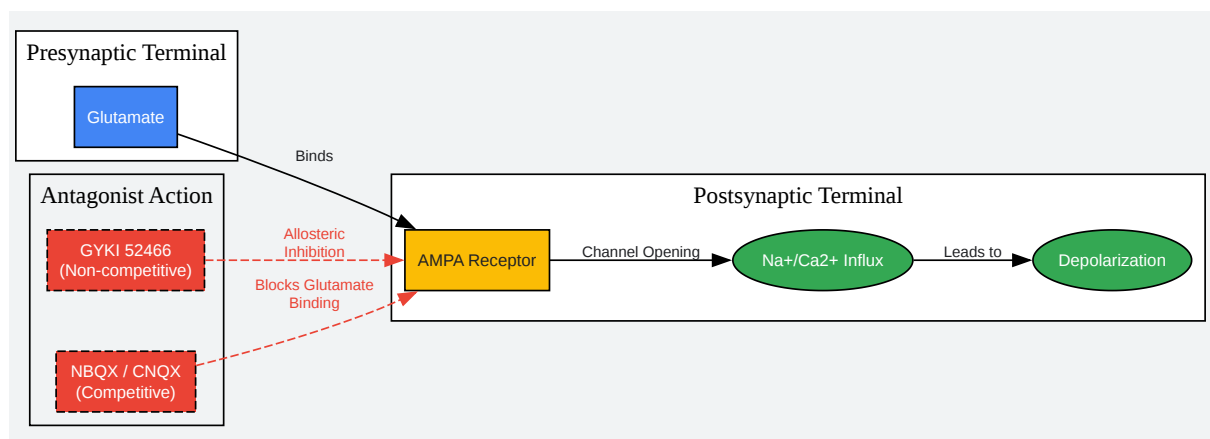 Presynaptic Terminal
Glutamate
Binds
Antagonist Action
GYKI 52466
(Non-competitive)
Allosteric
Inhibition
Blocks Glutamate
Binding
NBQX / CNQX
(Competitive)
Postsynaptic Terminal
AMPA Receptor
Channel Opening
Na+/Ca2+ Influx
Leads to
Depolarization